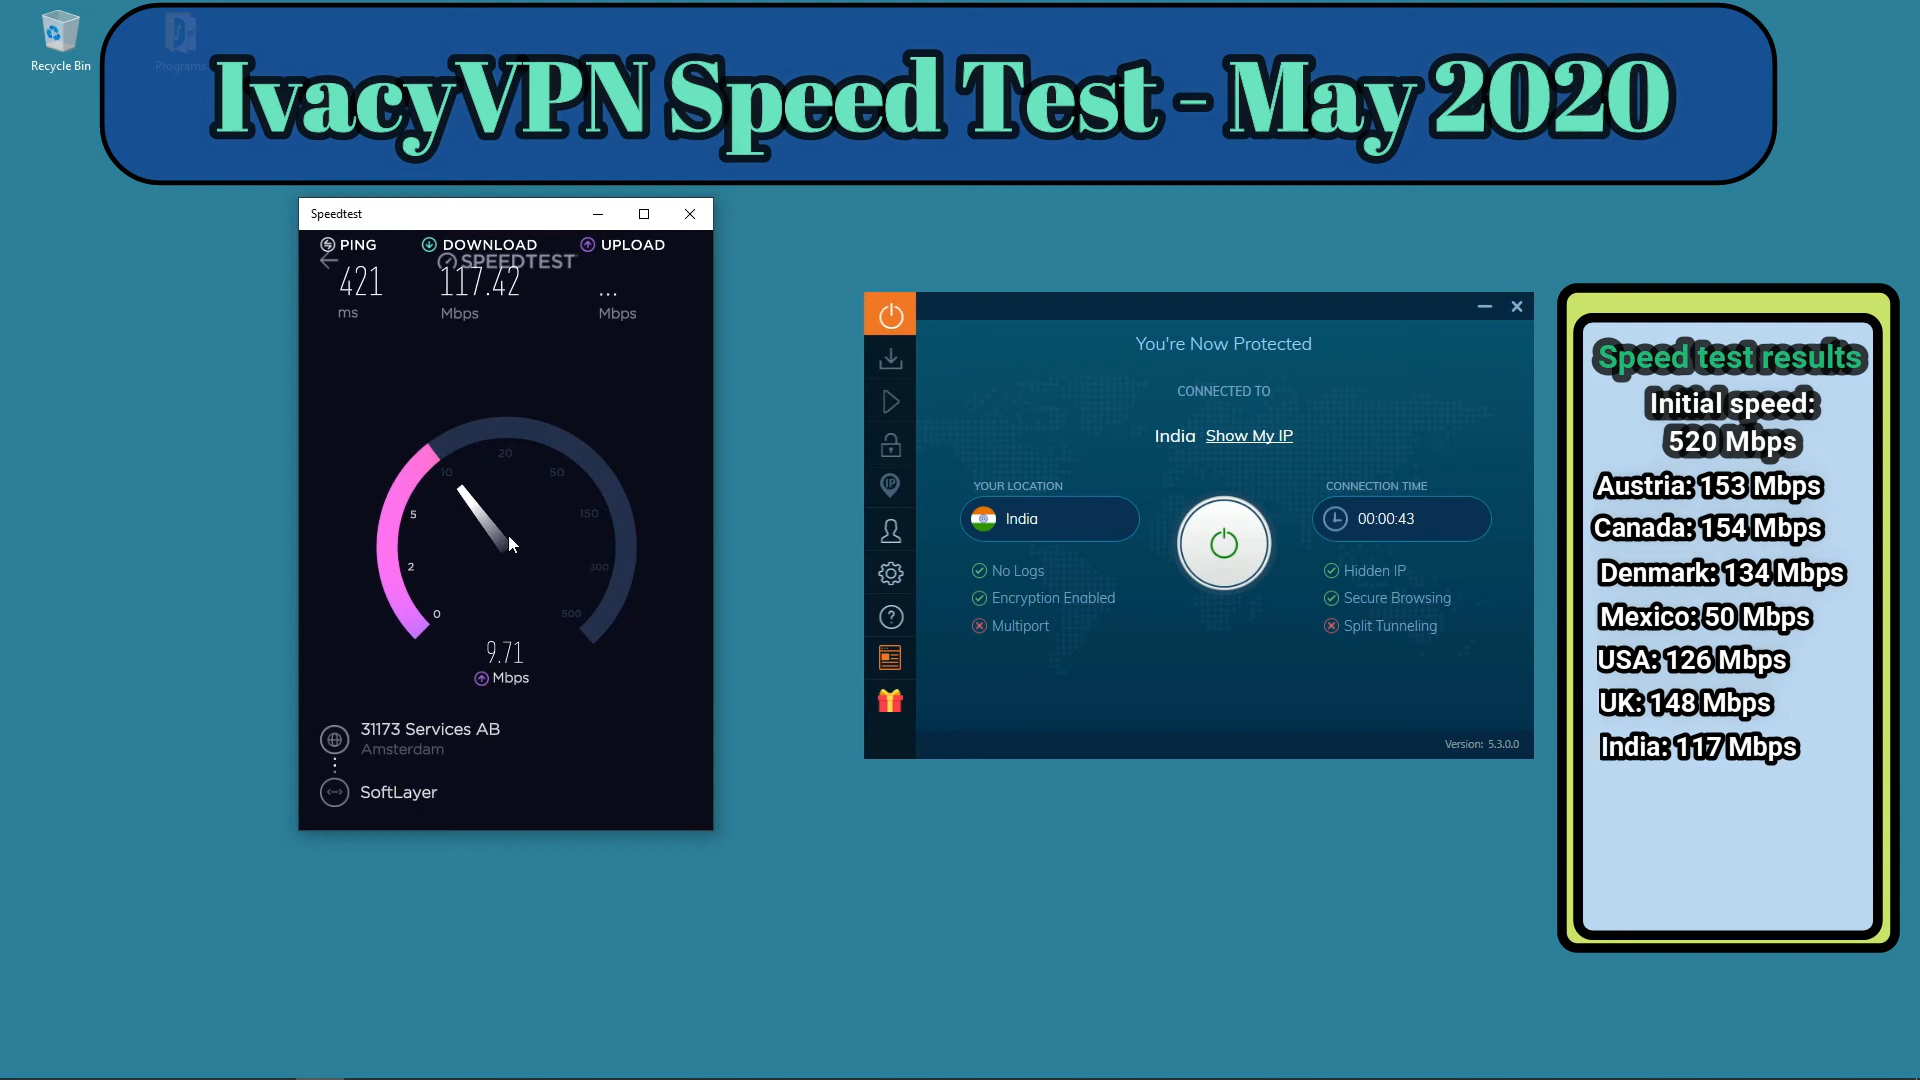 Recycle Bin
Programs
IvacyVPN Speed Test - May 2020
Speedtest
PING DOWNLOAD UPLOAD
SPEEDTEST
421 117.42 ...
ms Mbps Mbps
20
10 50
5 150
2 300
0 500
9.71
Mbps
31173 Services AB
Amsterdam
SoftLayer
You're Now Protected
CONNECTED TO
India Show My IP
YOUR LOCATION CONNECTION TIME
India 00:00:43
IP
No Logs Hidden IP
Encryption Enabled Secure Browsing
Multiport Split Tunneling
Version: 5.3.0.0
Speed test results
Initial speed:
520 Mbps
Austria: 153 Mbps
Canada: 154 Mbps
Denmark: 134 Mbps
Mexico: 50 Mbps
USA: 126 Mbps
UK: 148 Mbps
India: 117 Mbps